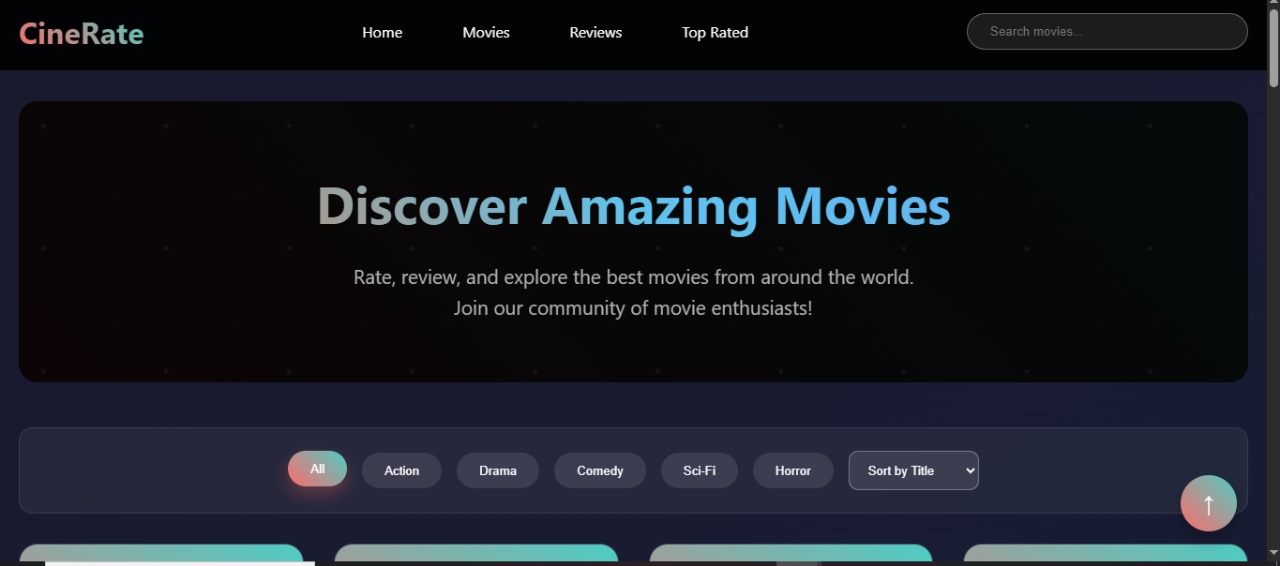 CineRate
Home
Movies
Reviews
Top Rated
Search movies...
Discover Amazing Movies
Rate, review, and explore the best movies from around the world.
Join our community of movie enthusiasts!
All
Action
Drama
Comedy
Sci-Fi
Horror
Sort by Title
↑